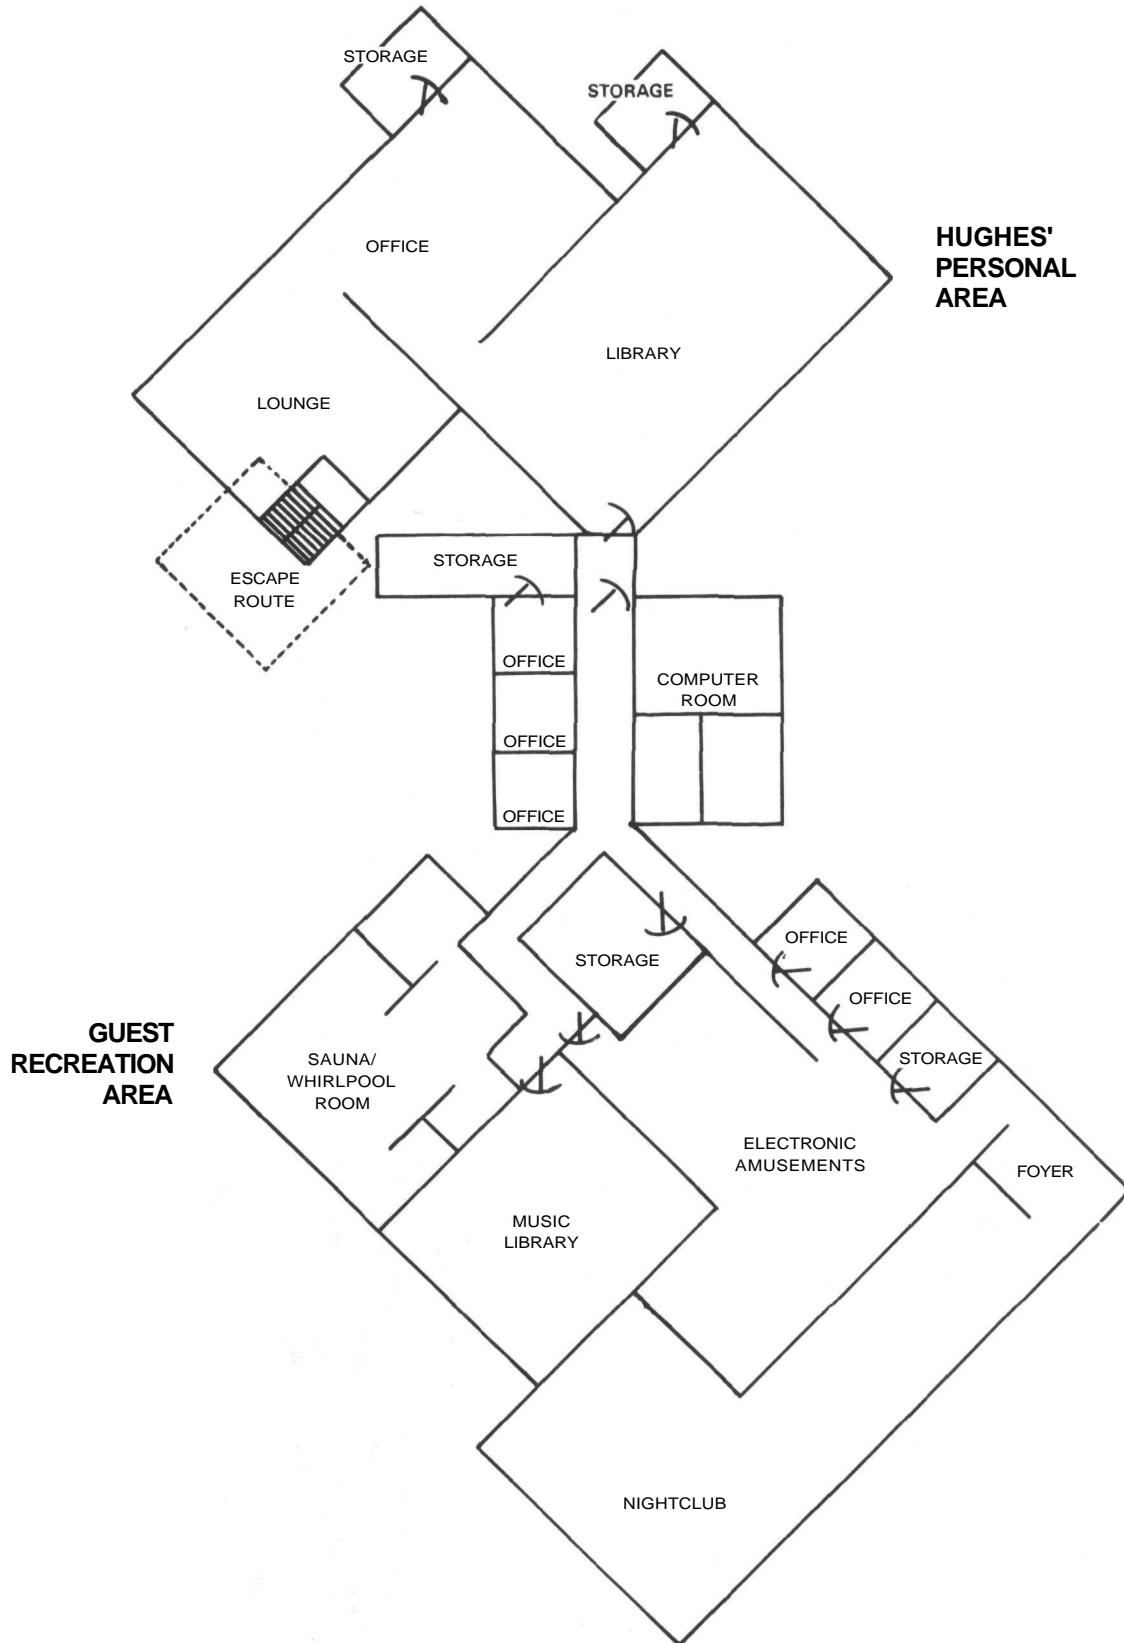 STORAGE
STORAGE
OFFICE
HUGHES'
PERSONAL
AREA
LIBRARY
LOUNGE
STORAGE
ESCAPE
ROUTE
OFFICE
COMPUTER
ROOM
OFFICE
OFFICE
OFFICE
STORAGE
OFFICE
GUEST
RECREATION
AREA
SAUNA/
WHIRLPOOL
ROOM
STORAGE
ELECTRONIC
AMUSEMENTS
FOYER
MUSIC
LIBRARY
NIGHTCLUB